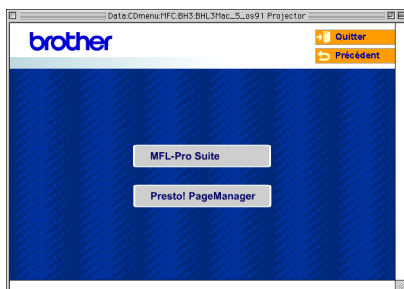 Data:CDmenu:MFC:BH3:BHL3Mac_5_os91 Projector
brother
Quitter
Précédent
MFL-Pro Suite
Presto! PageManager